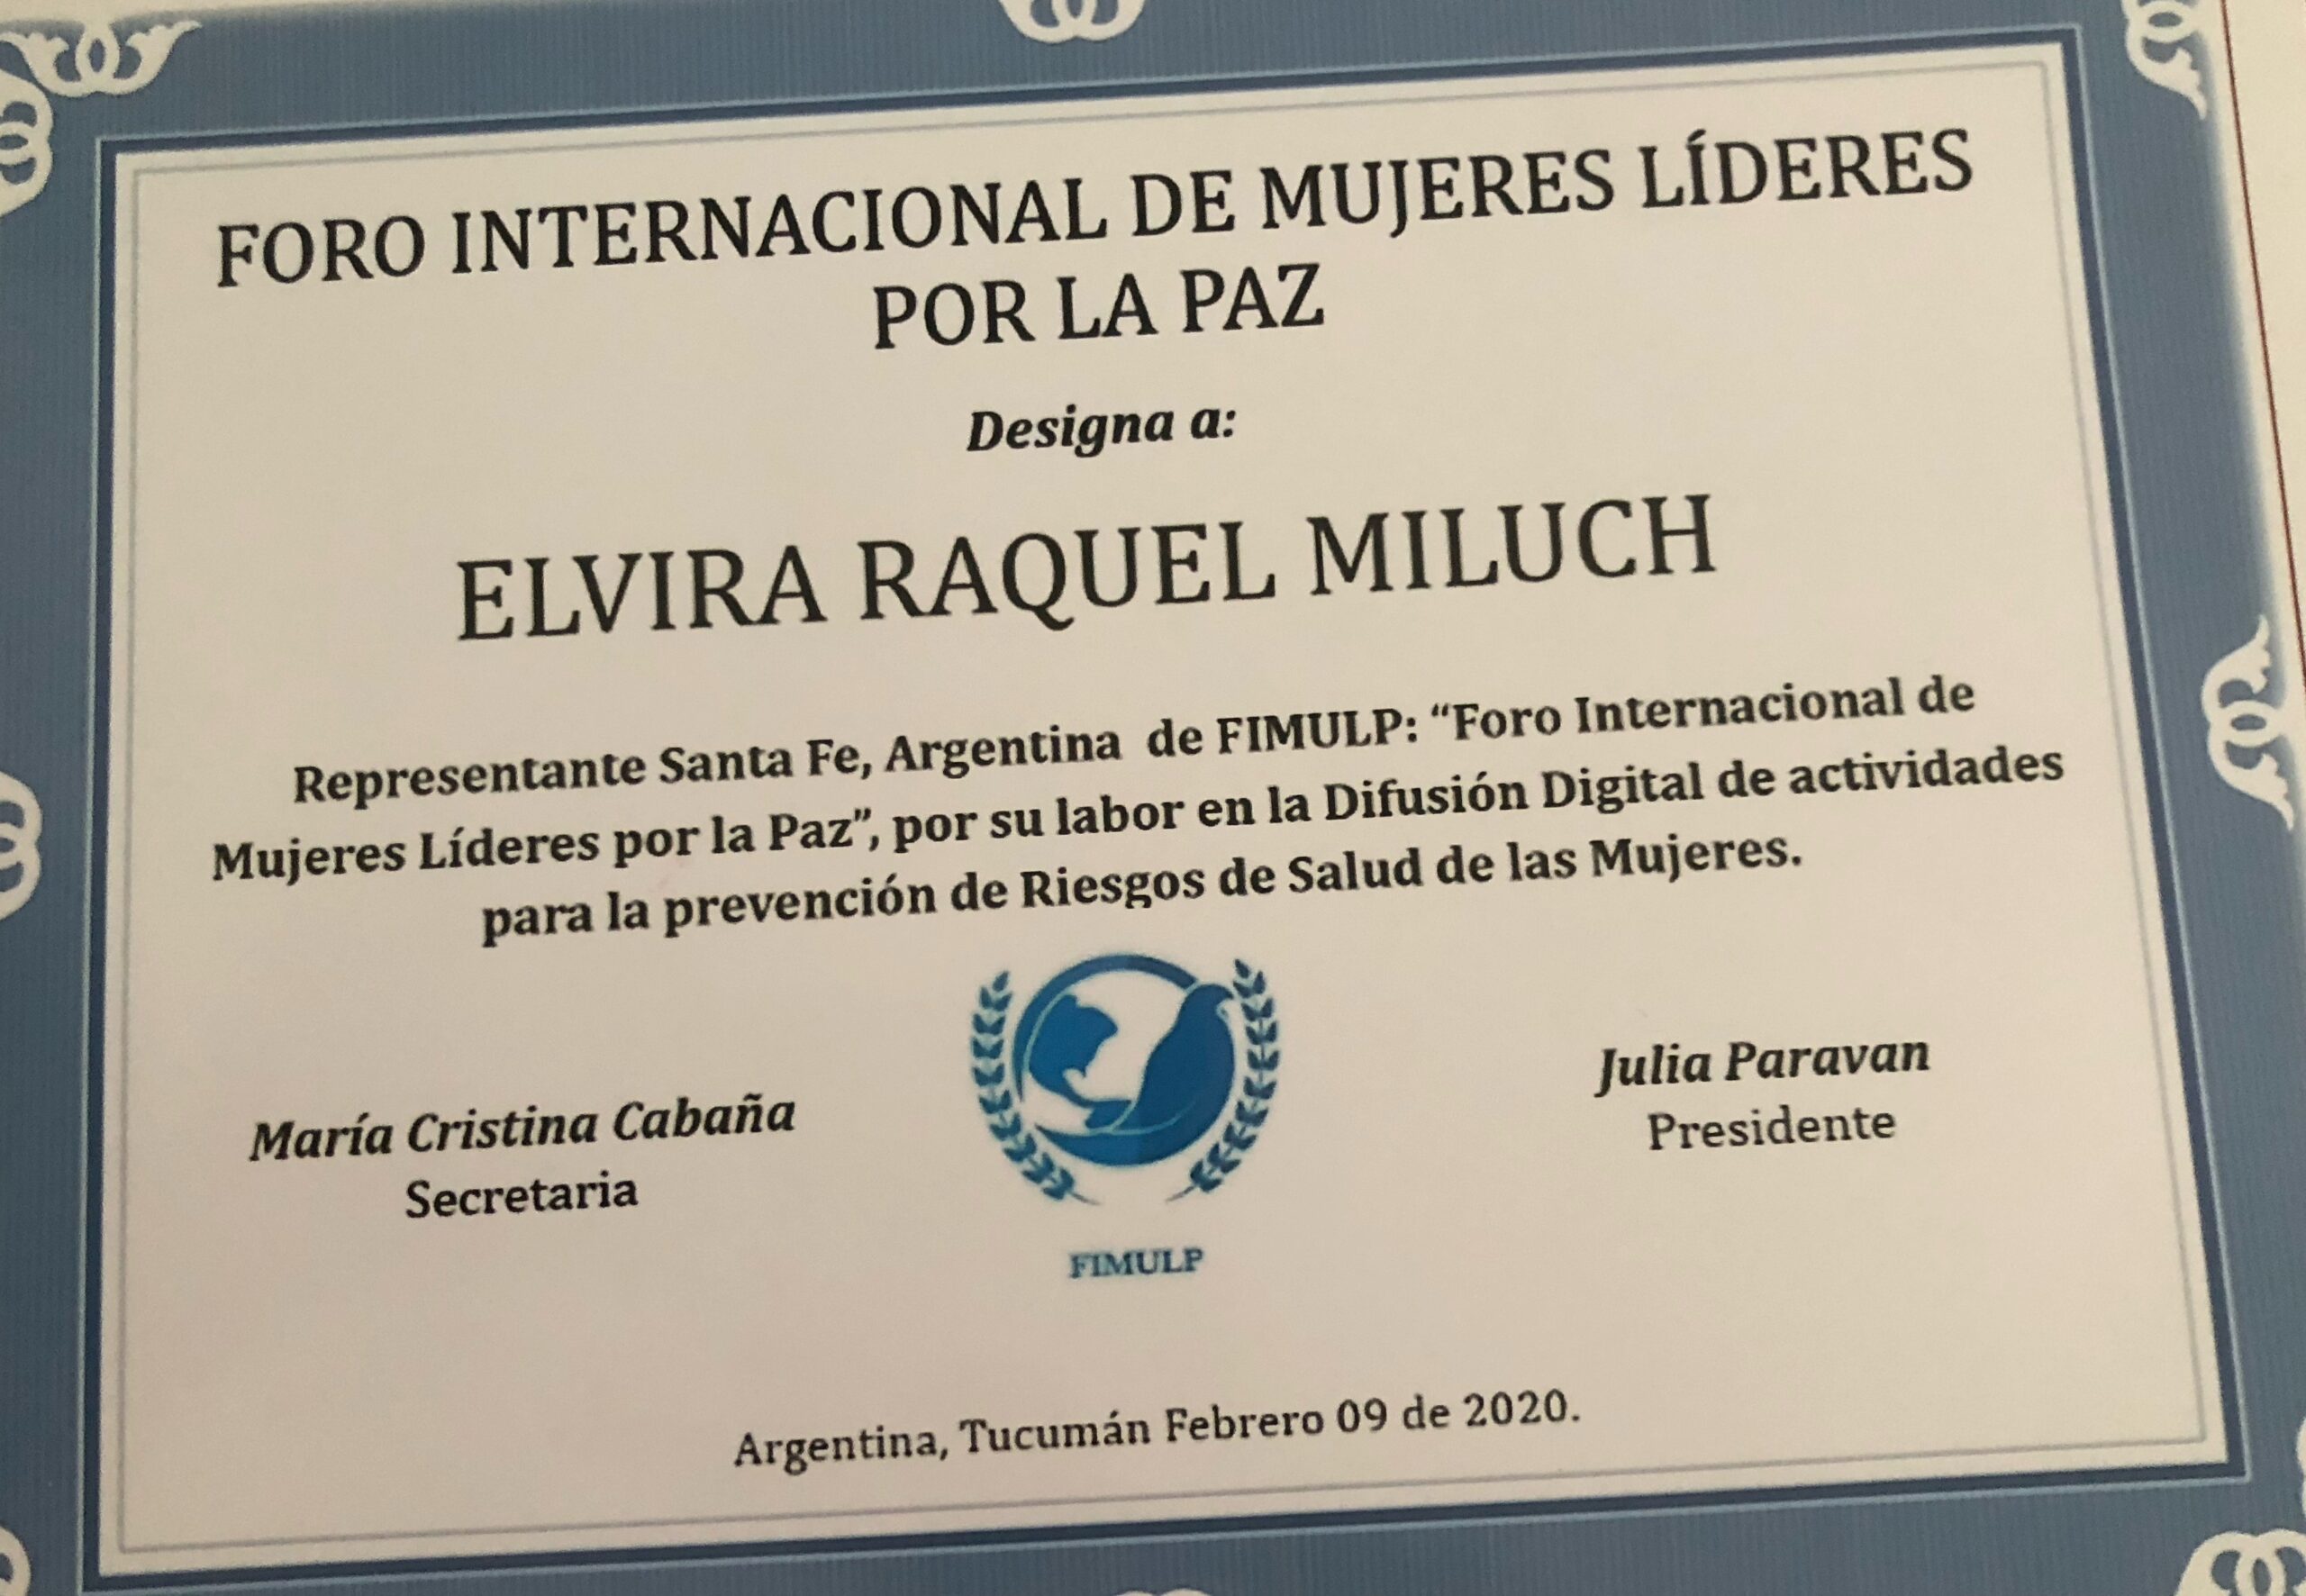 FORO INTERNACIONAL DE MUJERES LÍDERES
POR LA PAZ
Designa a:
ELVIRA RAQUEL MILUCH
Representante Santa Fe, Argentina de FIMULP: “Foro Internacional de
Mujeres Líderes por la Paz”, por su labor en la Difusión Digital de actividades
para la prevención de Riesgos de Salud de las Mujeres.
María Cristina Cabaña
Secretaria
Julia Paravan
Presidente
FIMULP
Argentina, Tucumán Febrero 09 de 2020.